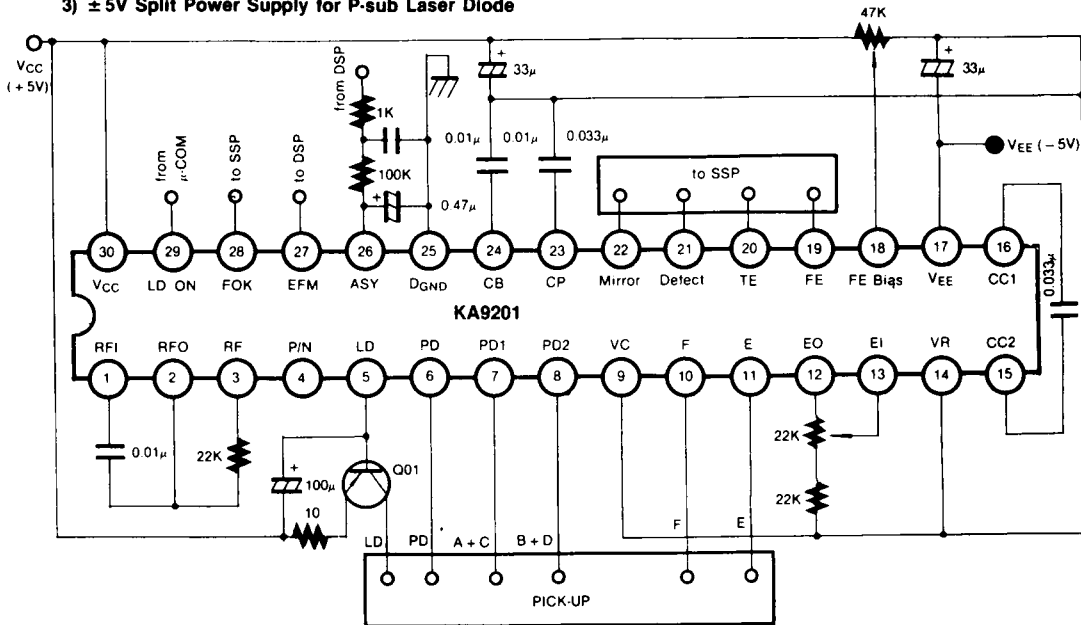 3) ±5V Split Power Supply for P-sub Laser Diode
VCC
(+5V)
from DSP
33μ
47K
33μ
1K
0.01μ
0.01μ
0.033μ
VEE (−5V)
from
μ-COM
to SSP
to DSP
100K
0.47μ
to SSP
30 29 28 27 26 25 24 23 22 21 20 19 18 17 16
VCC LD ON FOK EFM ASY DGND CB CP Mirror Defect TE FE FE Bias VEE CC1
0.033μ
KA9201
RFI RFO RF P/N LD PD PD1 PD2 VC F E EO EI VR CC2
1 2 3 4 5 6 7 8 9 10 11 12 13 14 15
0.01μ
22K
100μ
Q01
22K
10
22K
LD PD A + C B + D F E
PICK-UP